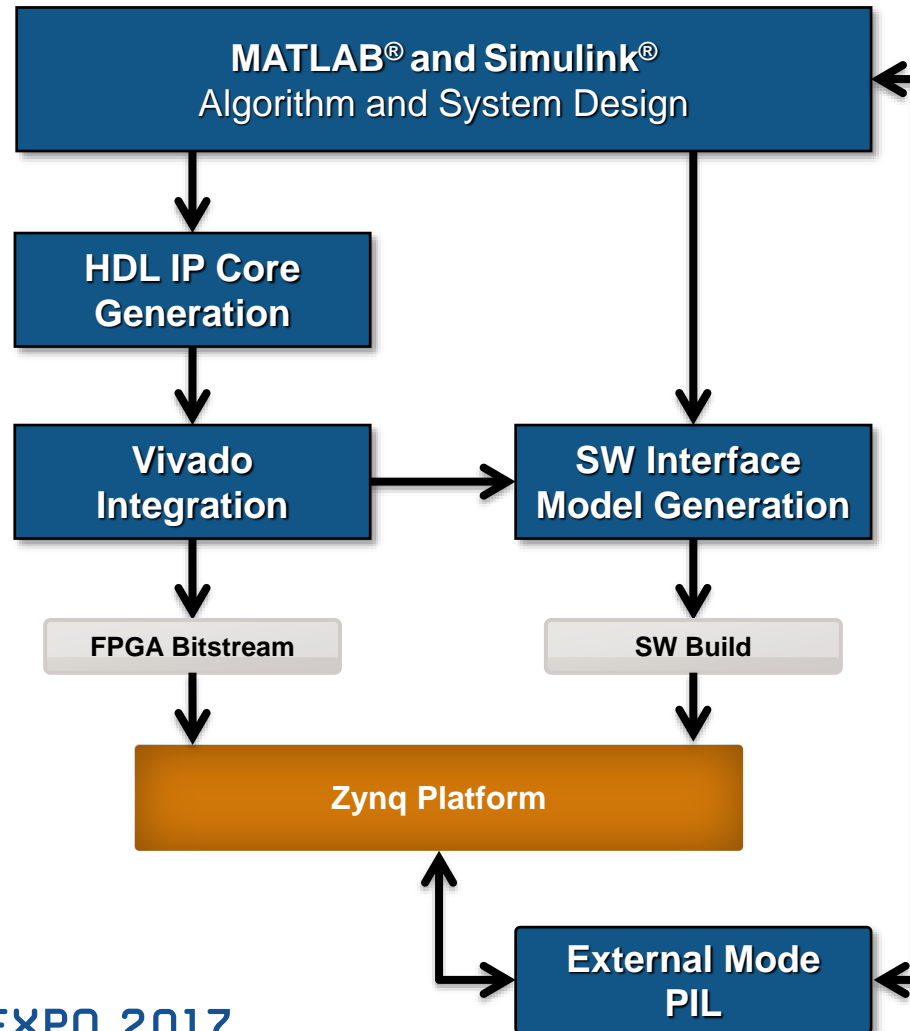 MATLAB® and Simulink®
Algorithm and System Design
HDL IP Core
Generation
Vivado
Integration
SW Interface
Model Generation
FPGA Bitstream
SW Build
Zynq Platform
External Mode
PIL
EXPO 2017